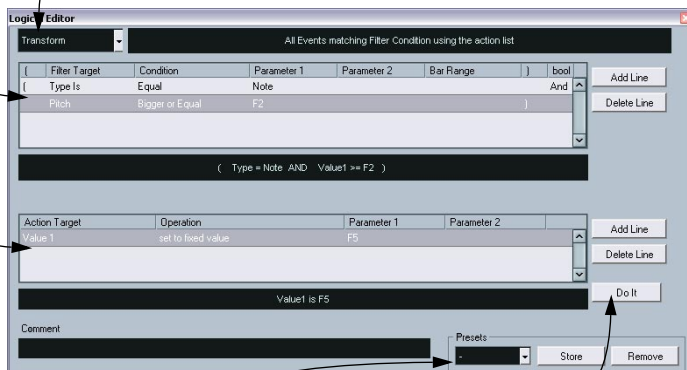 Logical Editor
Transform
All Events matching Filter Condition using the action list
( Filter Target Condition Parameter 1 Parameter 2 Bar Range ) bool
( Type Is Equal Note And
Pitch Bigger or Equal F2 )
Add Line
Delete Line
( Type = Note AND Value1 >= F2 )
Action Target Operation Parameter 1 Parameter 2
Value 1 set to fixed value F5
Add Line
Delete Line
Value1 is F5
Do It
Comment
Presets
-
Store Remove